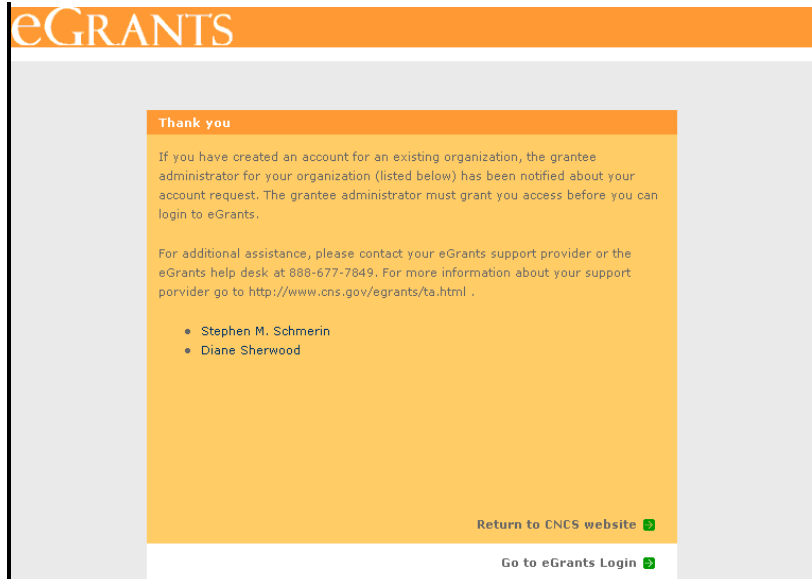 eGRANTS
Thank you
If you have created an account for an existing organization, the grantee
administrator for your organization (listed below) has been notified about your
account request. The grantee administrator must grant you access before you can
login to eGrants.
For additional assistance, please contact your eGrants support provider or the
eGrants help desk at 888-677-7849. For more information about your support
porvider go to http://www.cns.gov/egrants/ta.html .
• Stephen M. Schmerin
• Diane Sherwood
Return to CNCS website
Go to eGrants Login